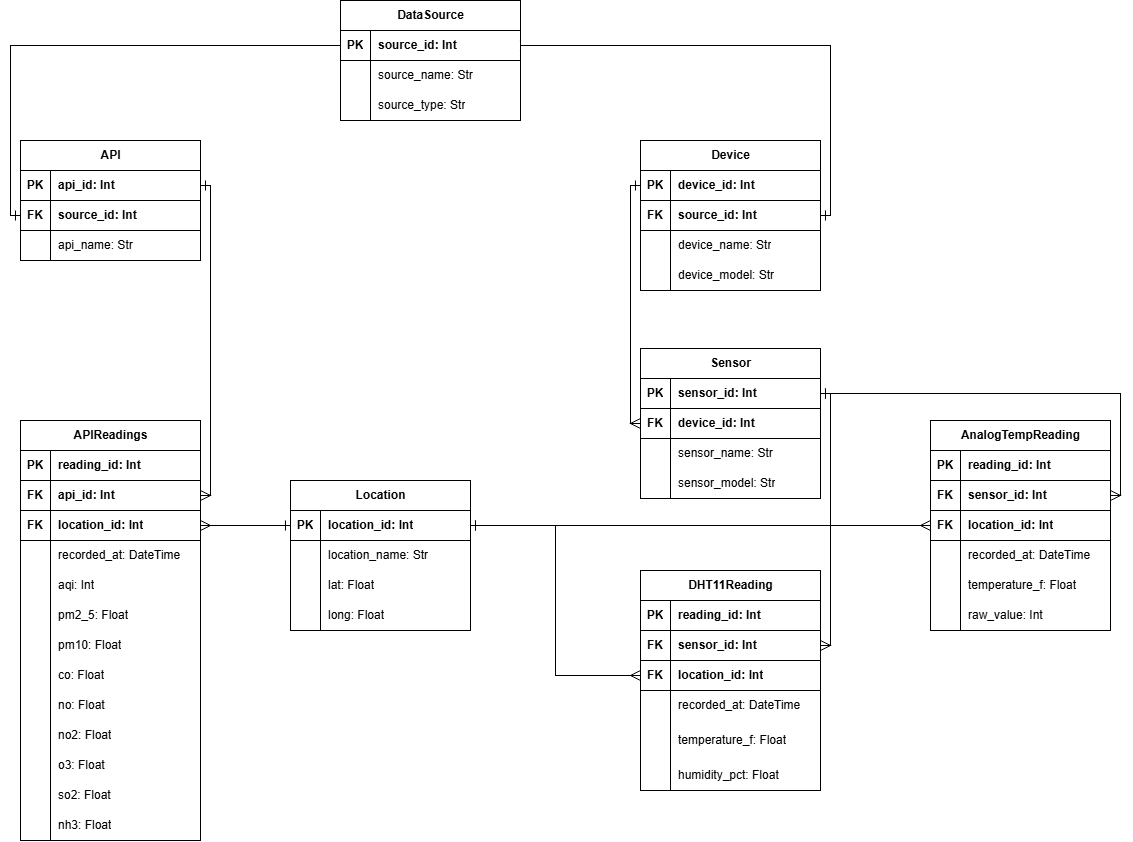 DataSource
PK source_id: Int
source_name: Str
source_type: Str
API
PK api_id: Int
FK source_id: Int
api_name: Str
Device
PK device_id: Int
FK source_id: Int
device_name: Str
device_model: Str
Sensor
PK sensor_id: Int
FK device_id: Int
sensor_name: Str
sensor_model: Str
APIReadings
PK reading_id: Int
FK api_id: Int
FK location_id: Int
recorded_at: DateTime
aqi: Int
pm2_5: Float
pm10: Float
co: Float
no: Float
no2: Float
o3: Float
so2: Float
nh3: Float
Location
PK location_id: Int
location_name: Str
lat: Float
long: Float
DHT11Reading
PK reading_id: Int
FK sensor_id: Int
FK location_id: Int
recorded_at: DateTime
temperature_f: Float
humidity_pct: Float
AnalogTempReading
PK reading_id: Int
FK sensor_id: Int
FK location_id: Int
recorded_at: DateTime
temperature_f: Float
raw_value: Int